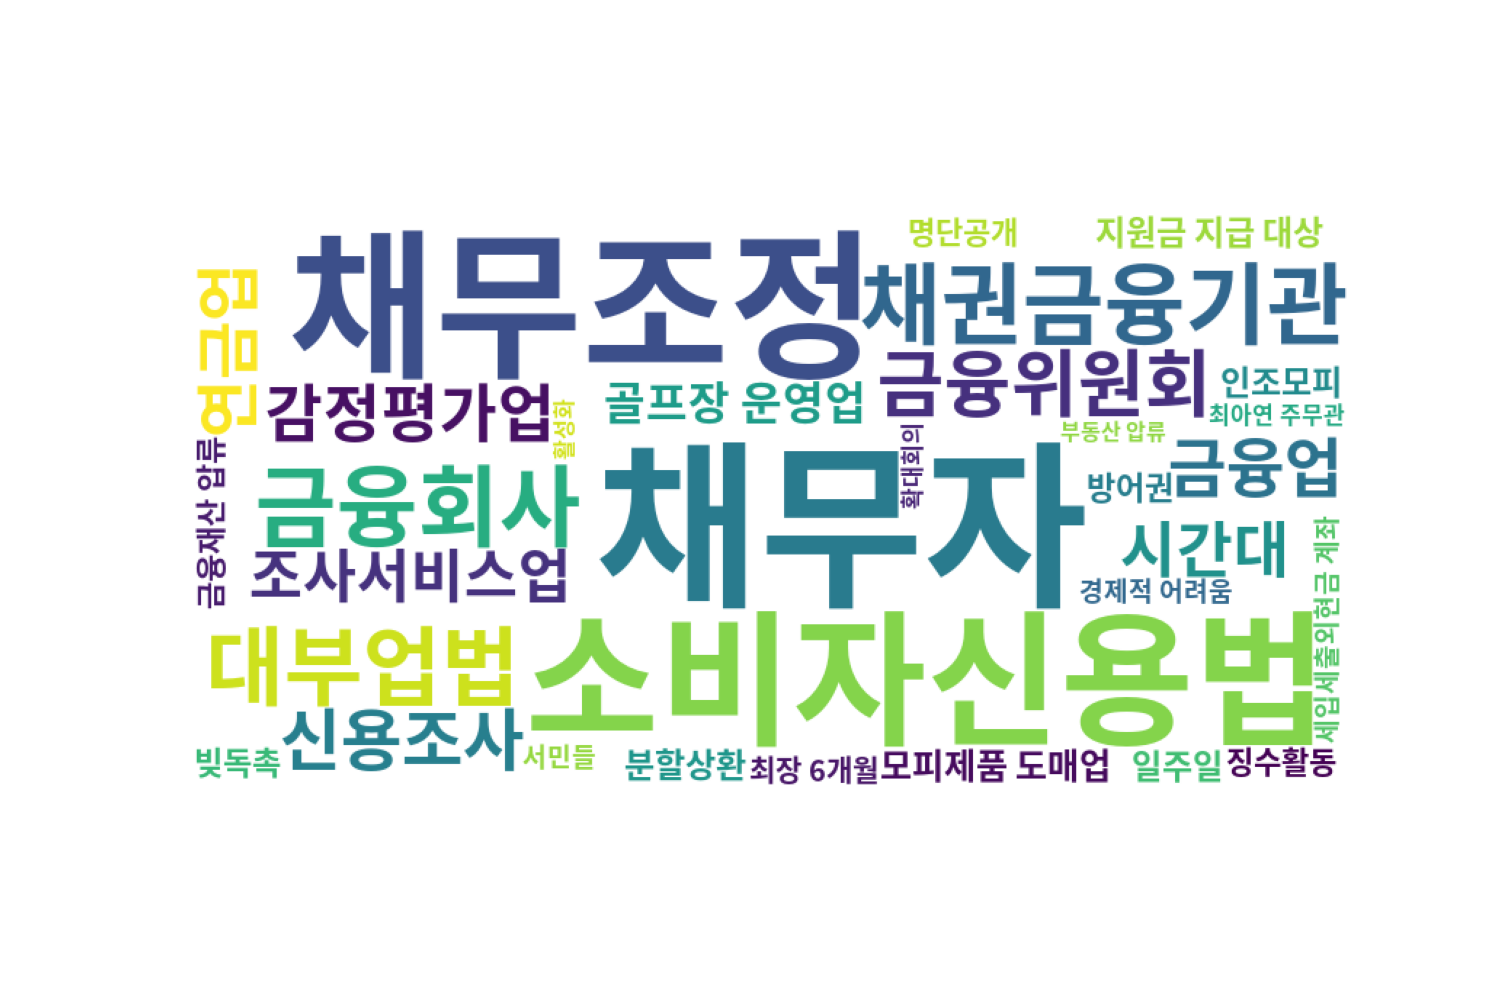 명단공개
지원금 지급 대상
채무조정
채권금융기관
연금업
금융위원회
인조모피
감정평가업
골프장 운영업
최아연 주무관
활성화
부동산 압류
확대회의
금융재산 압류
금융회사
채무자
금융업
방어권
조사서비스업
시간대
경제적 어려움
세입세출외현금 계좌
대부업법
소비자신용법
신용조사
빚독촉
서민들
분할상환
최장 6개월
모피제품 도매업
일주일
징수활동